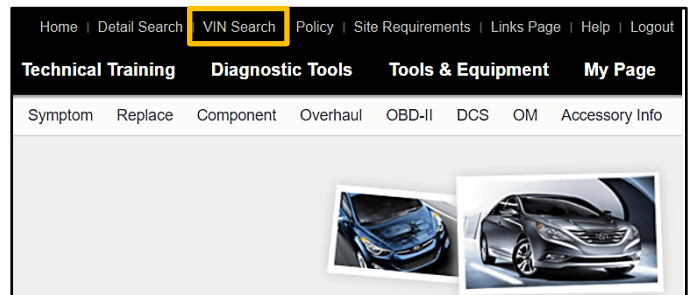 Home | Detail Search | VIN Search | Policy | Site Requirements | Links Page | Help | Logout
Technical Training Diagnostic Tools Tools & Equipment My Page
Symptom Replace Component Overhaul OBD-II DCS OM Accessory Info